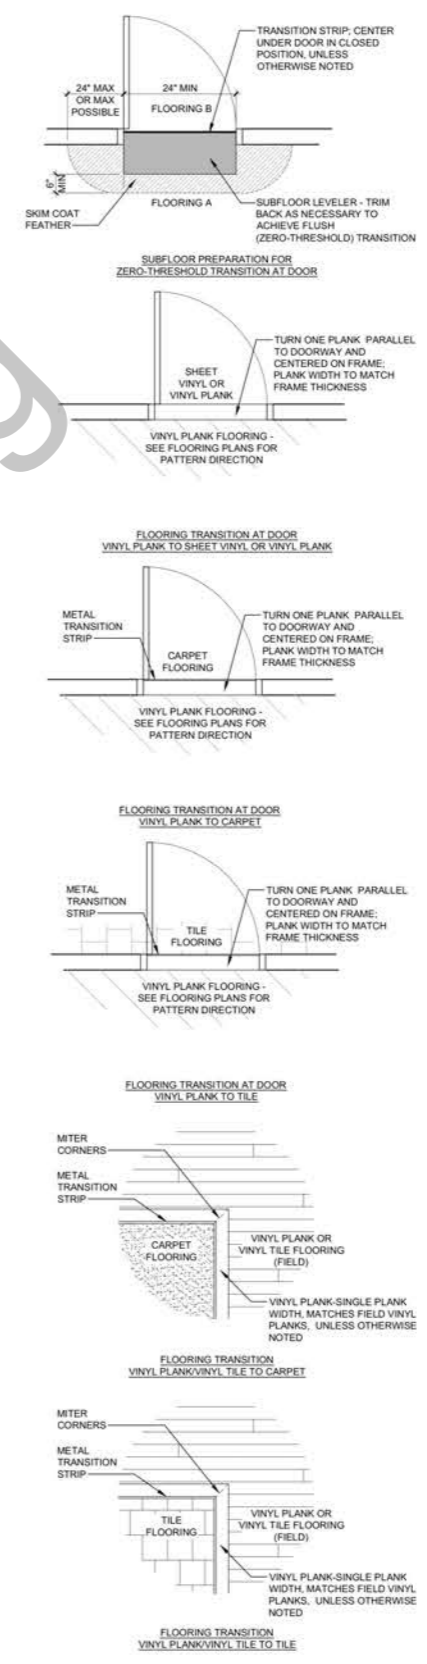 TRANSITION STRIP; CENTER
UNDER DOOR IN CLOSED
POSITION, UNLESS
OTHERWISE NOTED
24" MAX
OR MAX
POSSIBLE
24" MIN
FLOORING B
6"
MIN
SKIM COAT
FEATHER
FLOORING A
SUBFLOOR LEVELER - TRIM
BACK AS NECESSARY TO
ACHIEVE FLUSH
(ZERO-THRESHOLD) TRANSITION
SUBFLOOR PREPARATION FOR
ZERO-THRESHOLD TRANSITION AT DOOR
SHEET
VINYL OR
VINYL PLANK
TURN ONE PLANK PARALLEL
TO DOORWAY AND
CENTERED ON FRAME;
PLANK WIDTH TO MATCH
FRAME THICKNESS
VINYL PLANK FLOORING -
SEE FLOORING PLANS FOR
PATTERN DIRECTION
FLOORING TRANSITION AT DOOR
VINYL PLANK TO SHEET VINYL OR VINYL PLANK
METAL
TRANSITION
STRIP
CARPET
FLOORING
TURN ONE PLANK PARALLEL
TO DOORWAY AND
CENTERED ON FRAME;
PLANK WIDTH TO MATCH
FRAME THICKNESS
VINYL PLANK FLOORING -
SEE FLOORING PLANS FOR
PATTERN DIRECTION
FLOORING TRANSITION AT DOOR
VINYL PLANK TO CARPET
METAL
TRANSITION
STRIP
TILE
FLOORING
TURN ONE PLANK PARALLEL
TO DOORWAY AND
CENTERED ON FRAME;
PLANK WIDTH TO MATCH
FRAME THICKNESS
VINYL PLANK FLOORING -
SEE FLOORING PLANS FOR
PATTERN DIRECTION
FLOORING TRANSITION AT DOOR
VINYL PLANK TO TILE
MITER
CORNERS
METAL
TRANSITION
STRIP
CARPET
FLOORING
VINYL PLANK OR
VINYL TILE FLOORING
(FIELD)
VINYL PLANK-SINGLE PLANK
WIDTH, MATCHES FIELD VINYL
PLANKS, UNLESS OTHERWISE
NOTED
FLOORING TRANSITION
VINYL PLANK/VINYL TILE TO CARPET
MITER
CORNERS
METAL
TRANSITION
STRIP
TILE
FLOORING
VINYL PLANK OR
VINYL TILE FLOORING
(FIELD)
VINYL PLANK-SINGLE PLANK
WIDTH, MATCHES FIELD VINYL
PLANKS, UNLESS OTHERWISE
NOTED
FLOORING TRANSITION
VINYL PLANK/VINYL TILE TO TILE